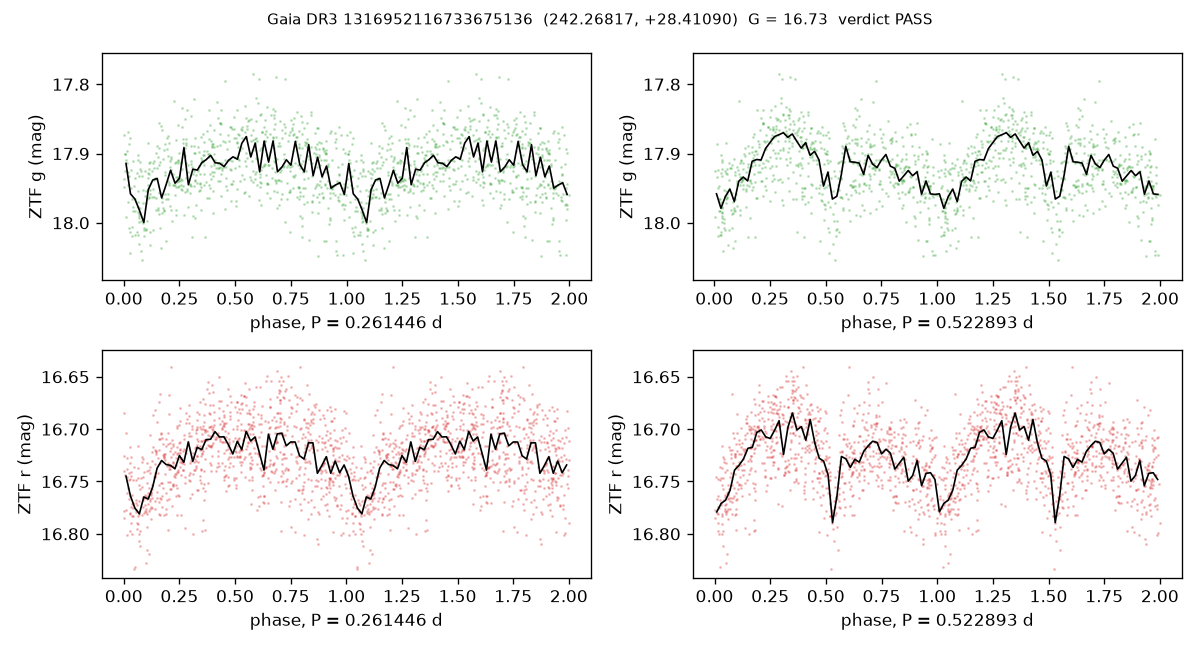 Gaia DR3 1316952116733675136 (242.26817, +28.41090) G = 16.73 verdict PASS
ZTF g (mag)
17.8
17.9
18.0
0.00 0.25 0.50 0.75 1.00 1.25 1.50 1.75 2.00
phase, P = 0.261446 d
ZTF g (mag)
17.8
17.9
18.0
0.00 0.25 0.50 0.75 1.00 1.25 1.50 1.75 2.00
phase, P = 0.522893 d
ZTF r (mag)
16.65
16.70
16.75
16.80
0.00 0.25 0.50 0.75 1.00 1.25 1.50 1.75 2.00
phase, P = 0.261446 d
ZTF r (mag)
16.65
16.70
16.75
16.80
0.00 0.25 0.50 0.75 1.00 1.25 1.50 1.75 2.00
phase, P = 0.522893 d